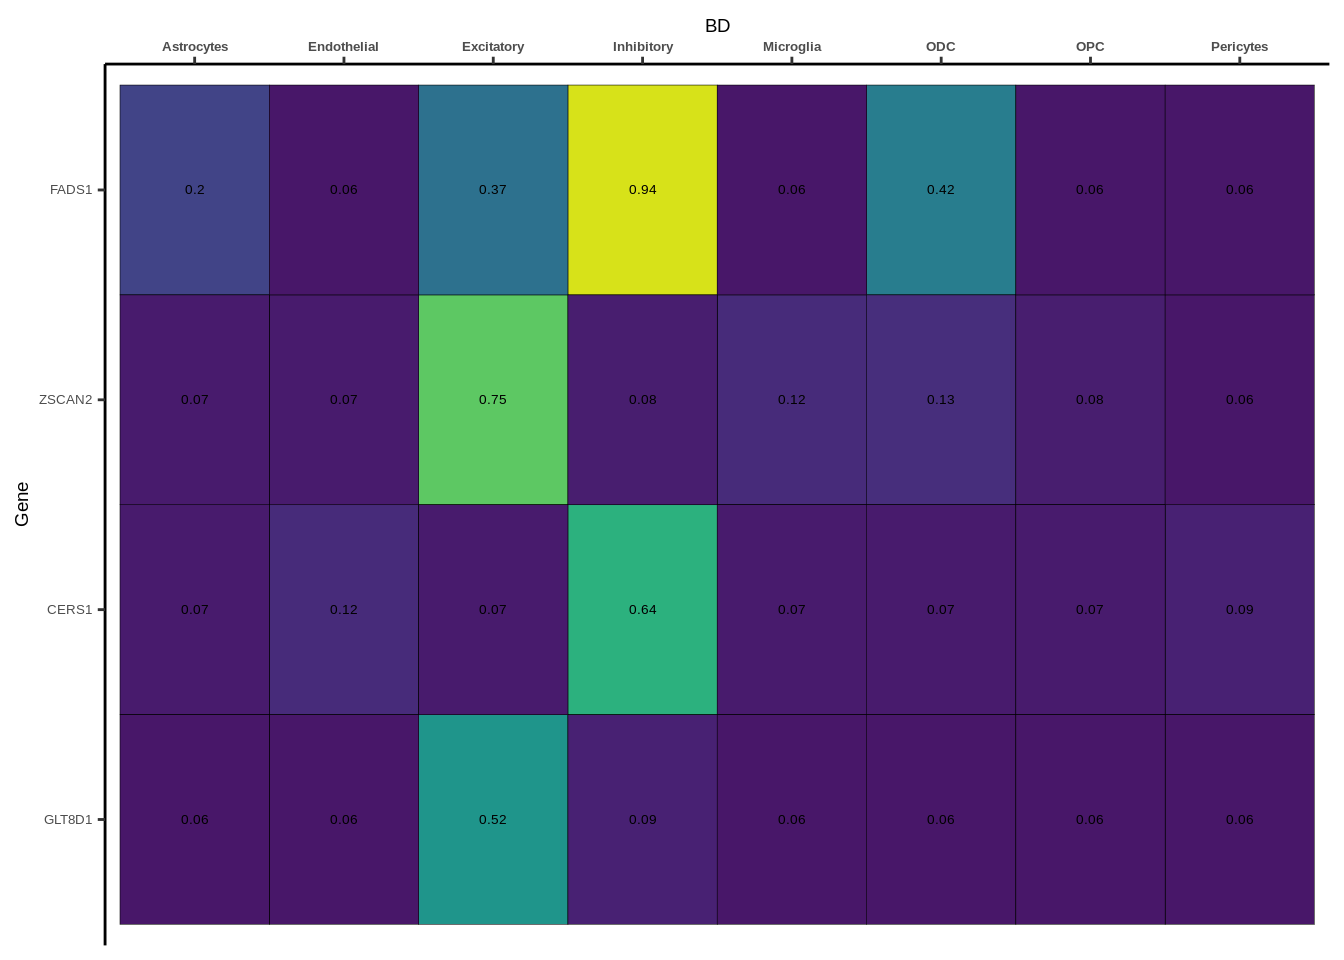 BD
Astrocytes Endothelial Excitatory Inhibitory Microglia ODC OPC Pericytes
FADS1 0.2 0.06 0.37 0.94 0.06 0.42 0.06 0.06
ZSCAN2 0.07 0.07 0.75 0.08 0.12 0.13 0.08 0.06
Gene
CERS1 0.07 0.12 0.07 0.64 0.07 0.07 0.07 0.09
GLT8D1 0.06 0.06 0.52 0.09 0.06 0.06 0.06 0.06